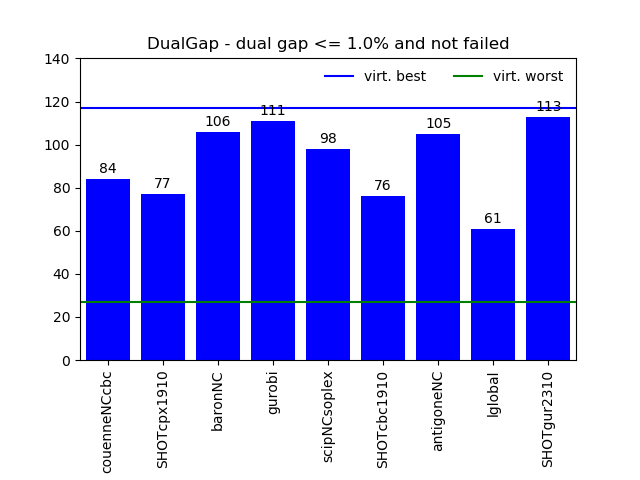 DualGap - dual gap <= 1.0% and not failed
virt. best
virt. worst
140
120
100
80
60
40
20
0
84
77
106
111
98
76
105
61
113
couenneNCcbc
SHOTcpx1910
baronNC
gurobi
scipNCsoplex
SHOTcbc1910
antigoneNC
lglobal
SHOTgur2310